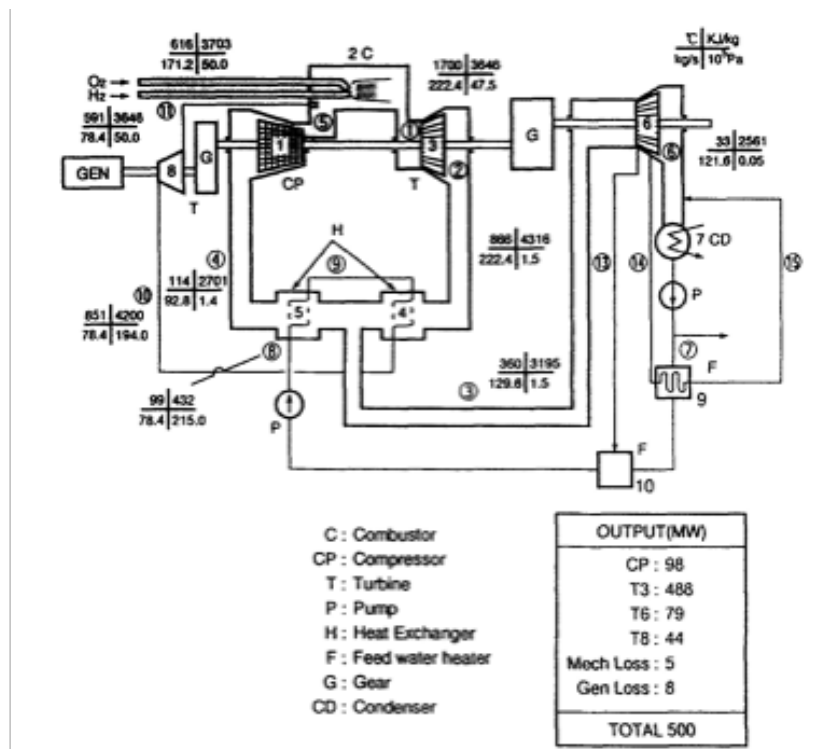 616 3703
171.2 50.0
O₂
H₂
2 C
1700 3646
222.4 47.5
℃ KJ/kg
kg/s 10⁵Pa
591 3646
78.4 50.0
⑪
⑤
①
1
3
②
G
6
⑥
33 2561
121.6 0.05
GEN
8
G
T
CP
T
H
④
⑨
866 4316
222.4 1.5
⑬
⑭
7 CD
⑮
114 2701
92.8 1.4
⑩
851 4200
78.4 194.0
5
4
P
⑦
⑧
360 3195
129.6 1.5
③
F
9
99 432
78.4 215.0
P
F
10
C : Combustor
CP : Compressor
T : Turbine
P : Pump
H : Heat Exchanger
F : Feed water heater
G : Gear
CD : Condenser
OUTPUT(MW)
CP : 98
T3 : 488
T6 : 79
T8 : 44
Mech Loss : 5
Gen Loss : 8
TOTAL 500